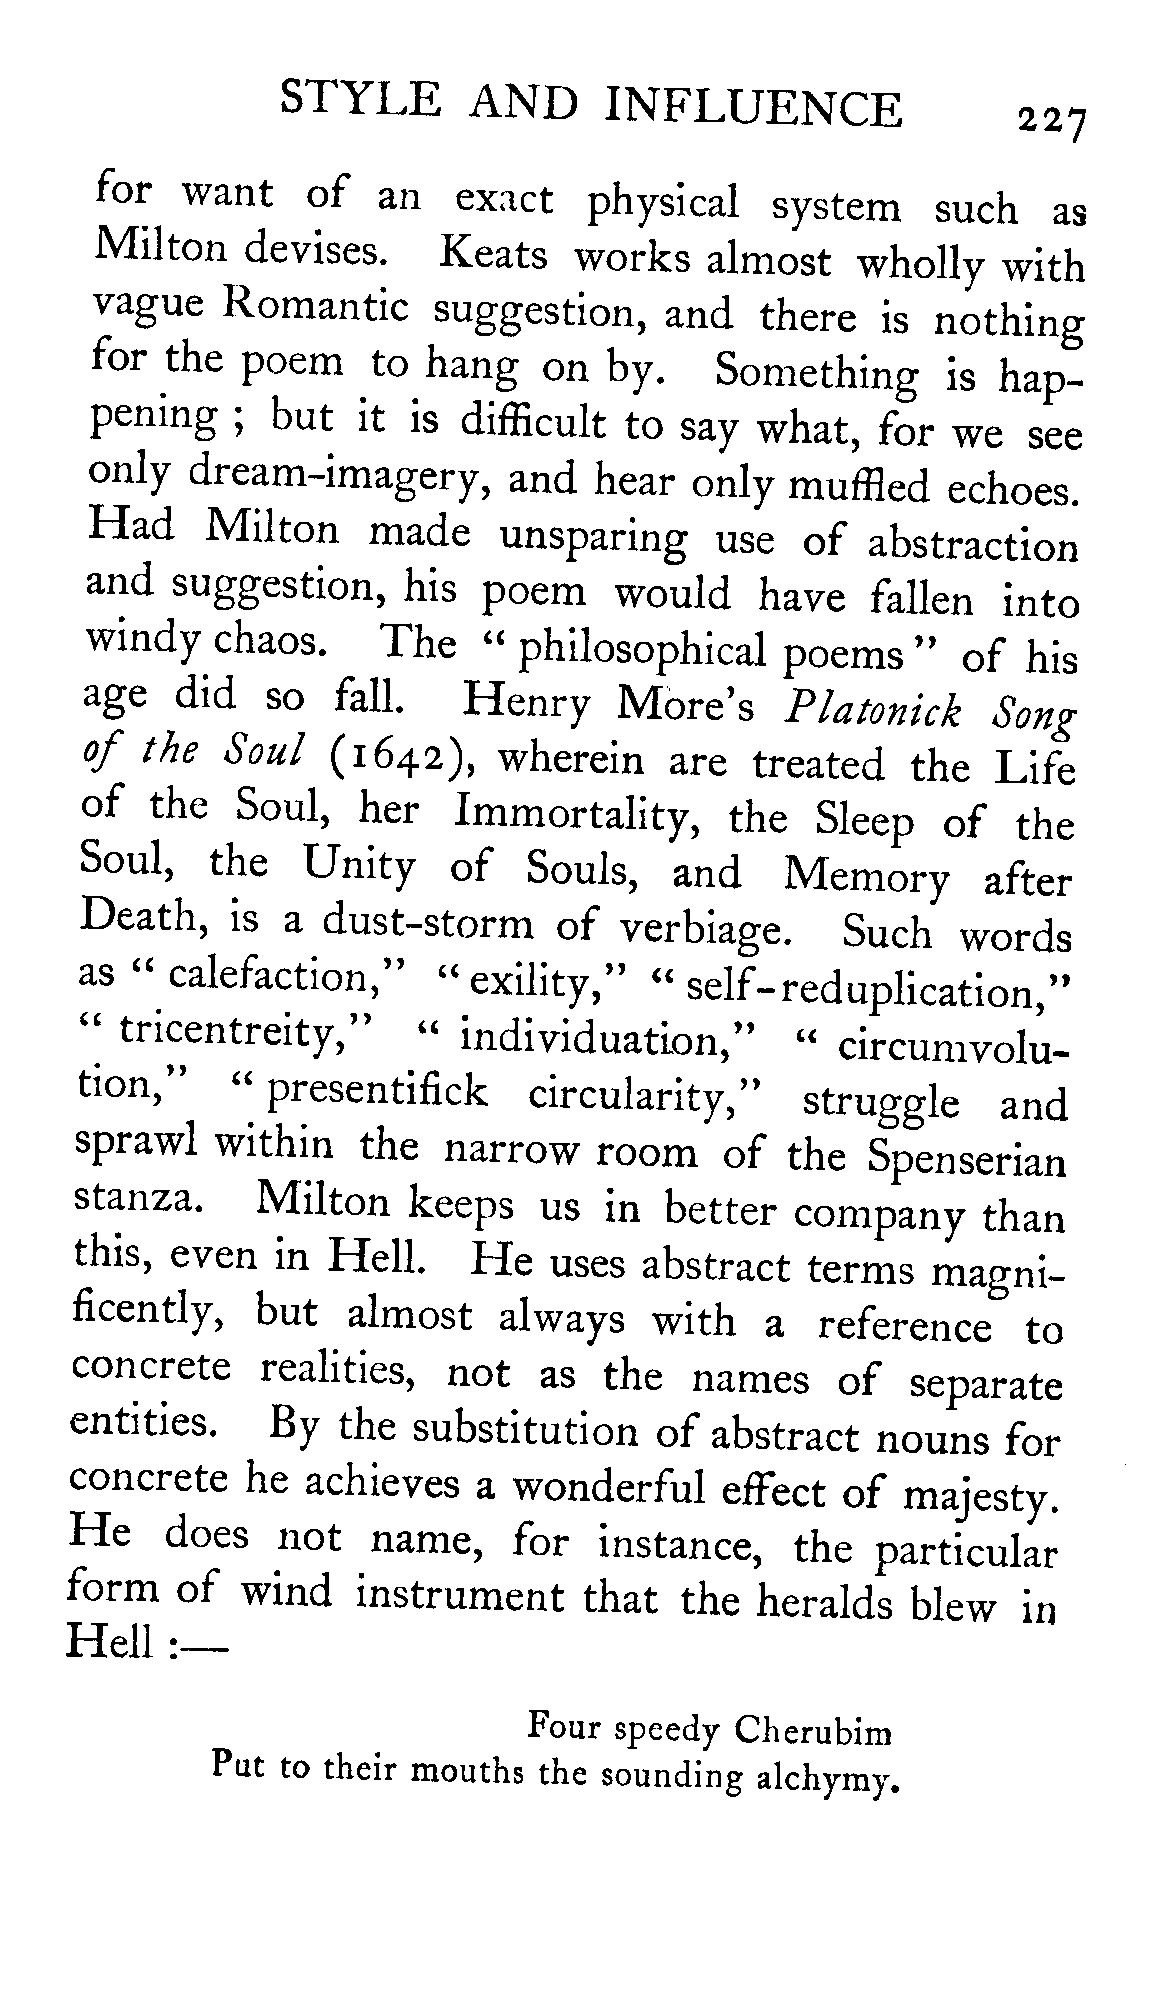 STYLE AND INFLUENCE 227
for want of an exact physical system such as
Milton devises. Keats works almost wholly with
vague Romantic suggestion, and there is nothing
for the poem to hang on by. Something is hap-
pening ; but it is difficult to say what, for we see
only dream-imagery, and hear only muffled echoes.
Had Milton made unsparing use of abstraction
and suggestion, his poem would have fallen into
windy chaos. The “ philosophical poems ” of his
age did so fall. Henry More's Platonick Song
of the Soul (1642), wherein are treated the Life
of the Soul, her Immortality, the Sleep of the
Soul, the Unity of Souls, and Memory after
Death, is a dust-storm of verbiage. Such words
as “ calefaction,” “ exility,” “ self-reduplication,”
“ tricentreity,” “ individuation,” “ circumvolu-
tion,” “ presentifick circularity,” struggle and
sprawl within the narrow room of the Spenserian
stanza. Milton keeps us in better company than
this, even in Hell. He uses abstract terms magni-
ficently, but almost always with a reference to
concrete realities, not as the names of separate
entities. By the substitution of abstract nouns for
concrete he achieves a wonderful effect of majesty.
He does not name, for instance, the particular
form of wind instrument that the heralds blew in
Hell :—
Four speedy Cherubim
Put to their mouths the sounding alchymy.